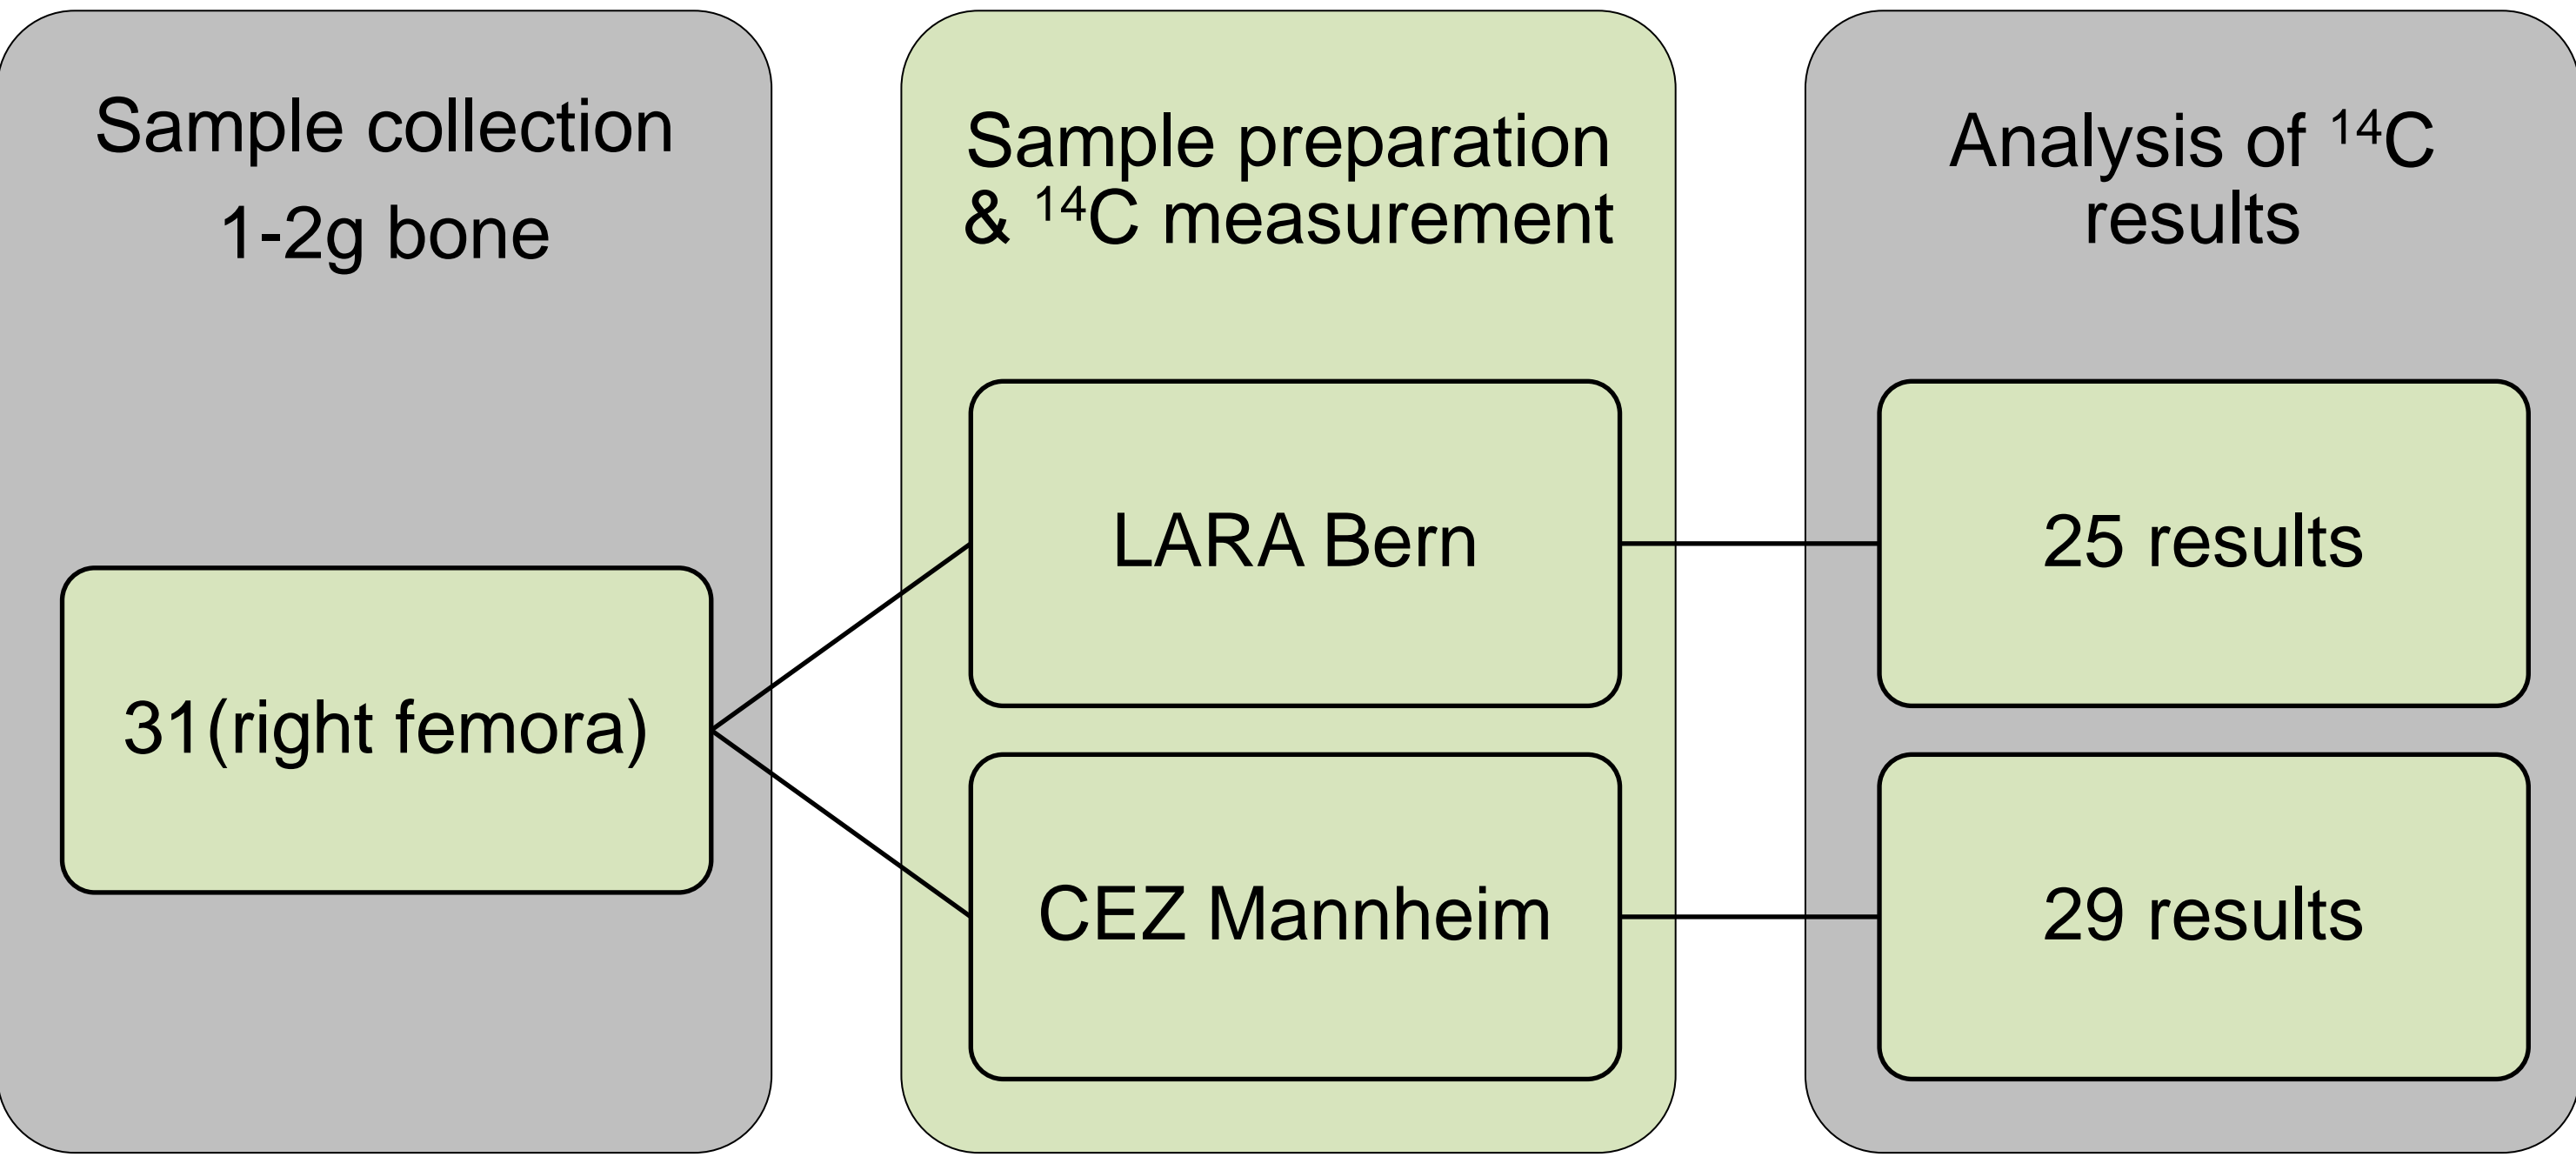 Sample collection
1-2g bone
31(right femora)
Sample preparation
& ¹⁴C measurement
LARA Bern
CEZ Mannheim
Analysis of ¹⁴C
results
25 results
29 results